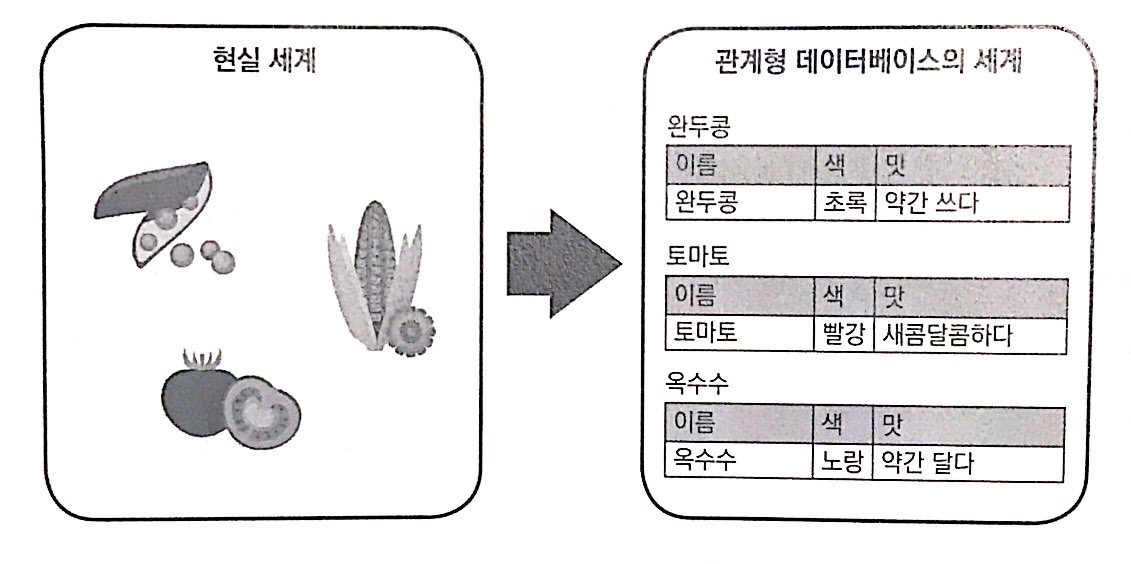 현실 세계
관계형 데이터베이스의 세계
완두콩
이름 색 맛
완두콩 초록 약간 쓰다
토마토
이름 색 맛
토마토 빨강 새콤달콤하다
옥수수
이름 색 맛
옥수수 노랑 약간 달다